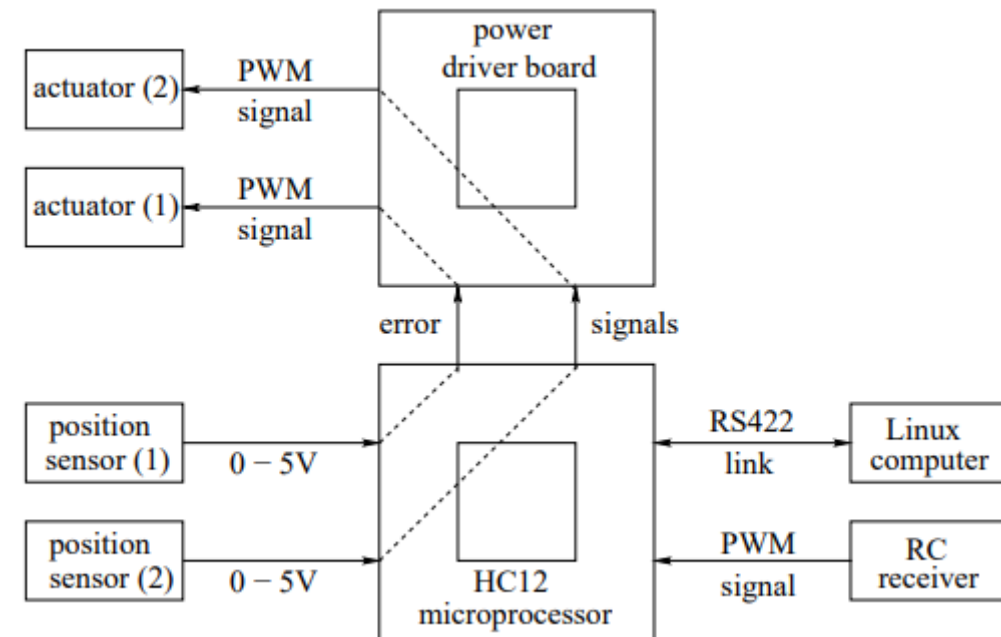 power
driver board
actuator (2)
PWM
signal
actuator (1)
PWM
signal
error
signals
position
sensor (1)
0 − 5V
RS422
link
Linux
computer
position
sensor (2)
0 − 5V
HC12
microprocessor
PWM
signal
RC
receiver